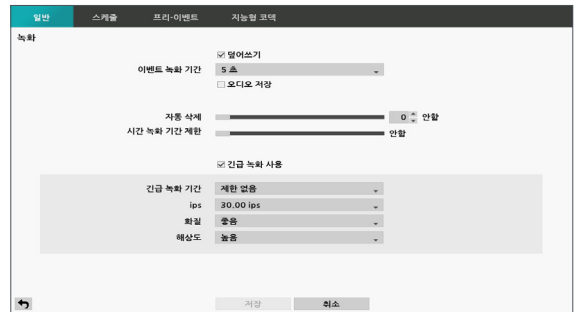 일반 스케줄 프리-이벤트 지능형 코덱
녹화
덮어쓰기
이벤트 녹화 기간 5 초
오디오 저장
자동 삭제 0 안함
시간 녹화 기간 제한 안함
긴급 녹화 사용
긴급 녹화 기간 제한 없음
ips 30.00 ips
화질 좋음
해상도 높음
저장 취소